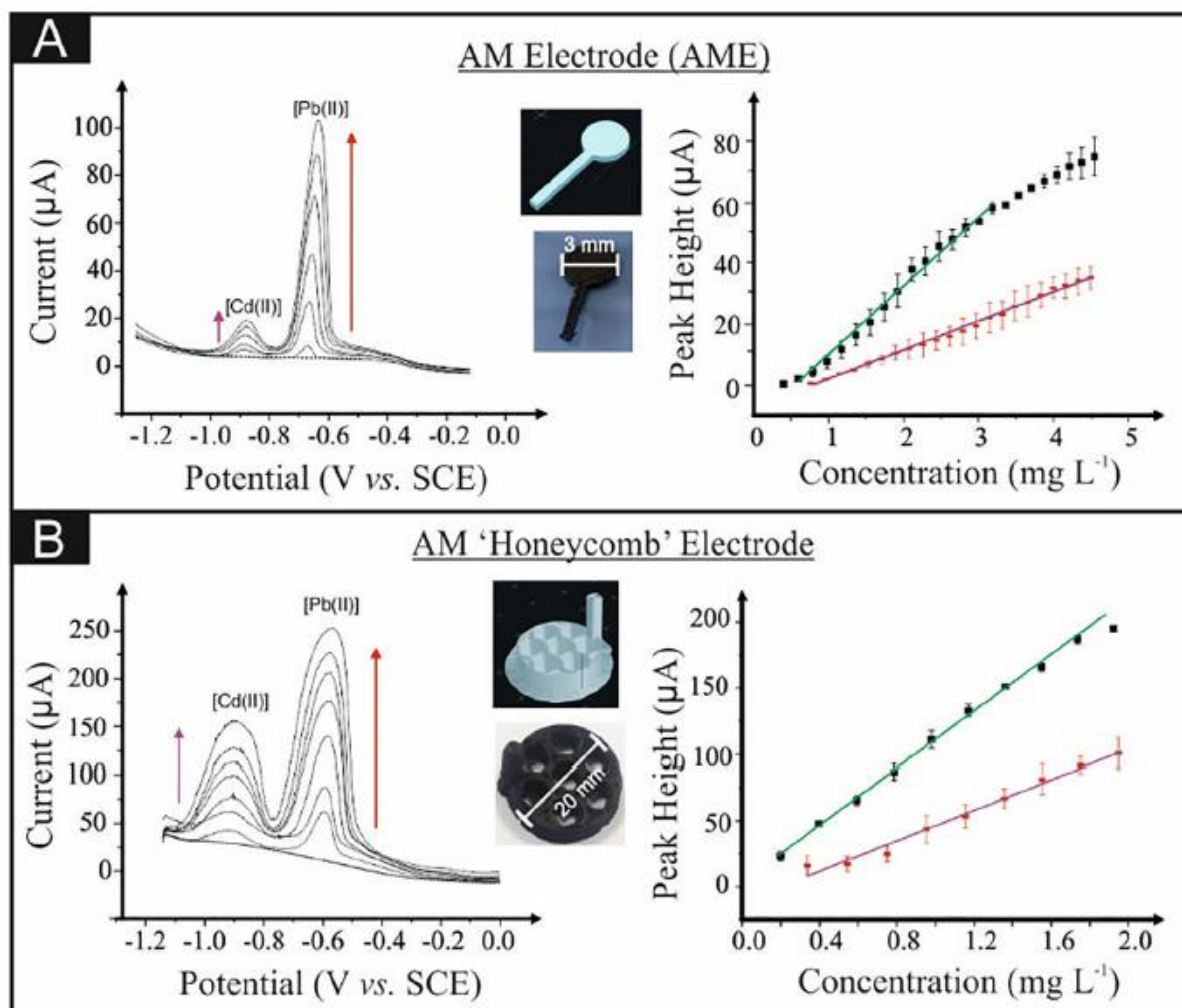 A
AM Electrode (AME)
[Pb(II)]
[Cd(II)]
100
80
60
40
20
0
Current (µA)
-1.2 -1.0 -0.8 -0.6 -0.4 -0.2 0.0
Potential (V vs. SCE)
3 mm
80
60
40
20
0
Peak Height (µA)
0 1 2 3 4 5
Concentration (mg L⁻¹)
B
AM ‘Honeycomb’ Electrode
[Pb(II)]
[Cd(II)]
250
200
150
100
50
0
Current (µA)
-1.2 -1.0 -0.8 -0.6 -0.4 -0.2 0.0
Potential (V vs. SCE)
20 mm
200
150
100
50
0
Peak Height (µA)
0.0 0.4 0.8 1.2 1.6 2.0
Concentration (mg L⁻¹)